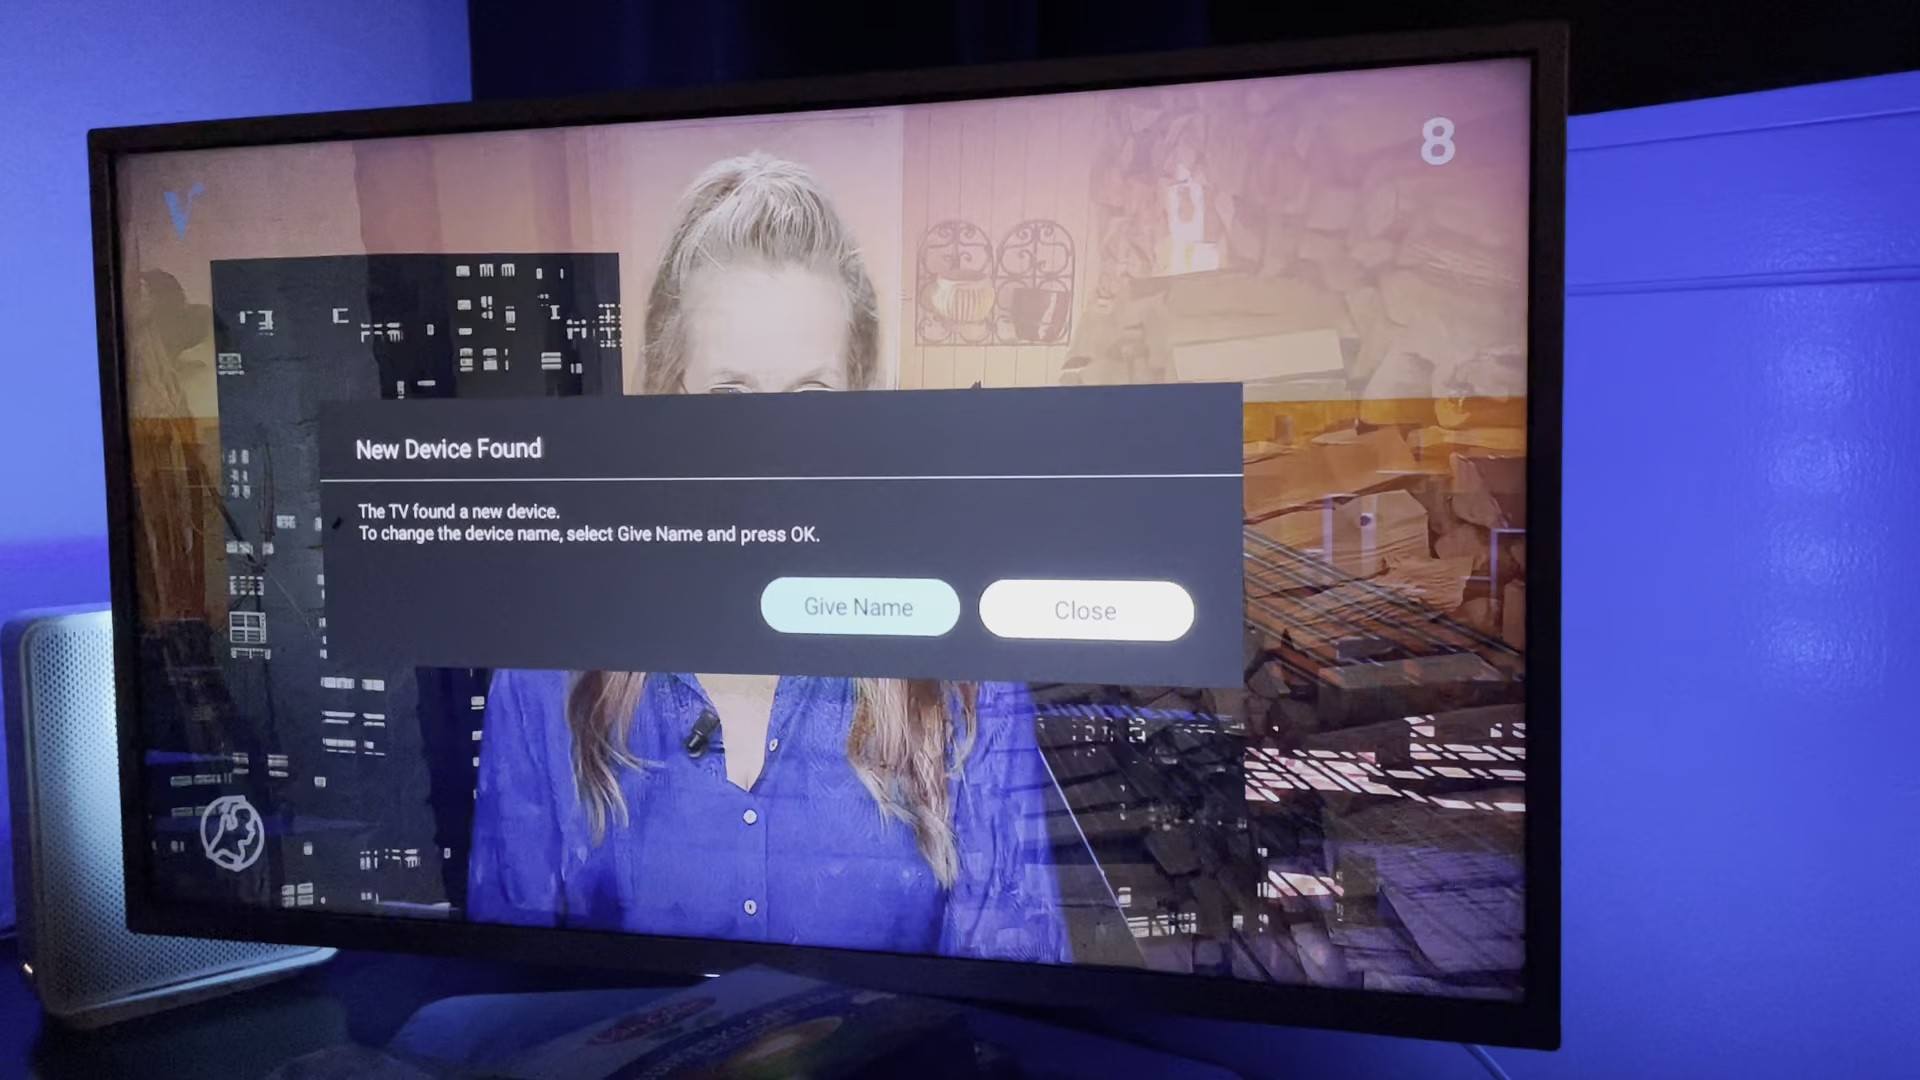 8
New Device Found
The TV found a new device.
To change the device name, select Give Name and press OK.
Give Name
Close